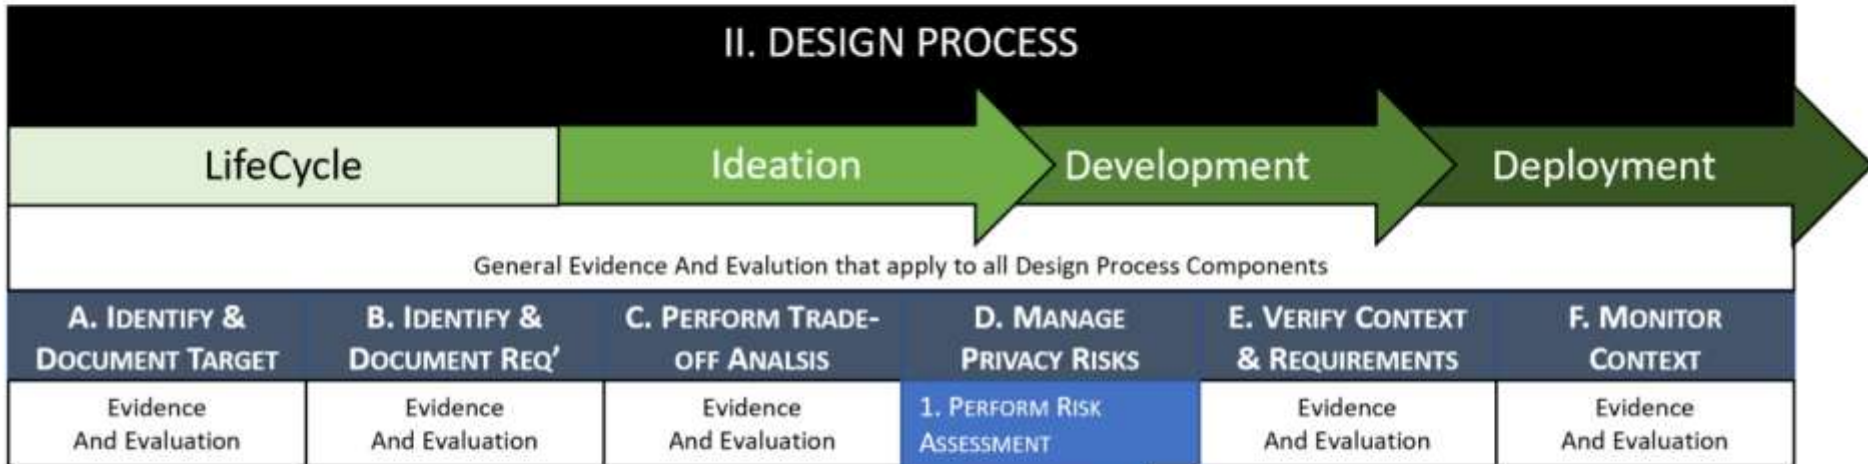 II. DESIGN PROCESS
LifeCycle
Ideation
Development
Deployment
General Evidence And Evalution that apply to all Design Process Components
A. IDENTIFY &
DOCUMENT TARGET
B. IDENTIFY &
DOCUMENT REQ'
C. PERFORM TRADE-
OFF ANALSIS
D. MANAGE
PRIVACY RISKS
E. VERIFY CONTEXT
& REQUIREMENTS
F. MONITOR
CONTEXT
Evidence
And Evaluation
Evidence
And Evaluation
Evidence
And Evaluation
1. PERFORM RISK
ASSESSMENT
Evidence
And Evaluation
Evidence
And Evaluation